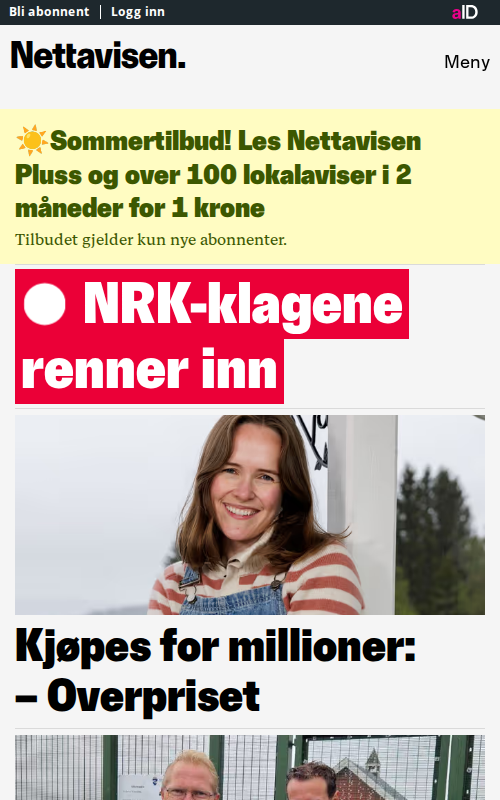 Bli abonnent
Logg inn
aID
Nettavisen.
Meny
☀️Sommertilbud! Les Nettavisen
Pluss og over 100 lokalaviser i 2
måneder for 1 krone
Tilbudet gjelder kun nye abonnenter.
NRK-klagene
renner inn
Kjøpes for millioner:
– Overpriset